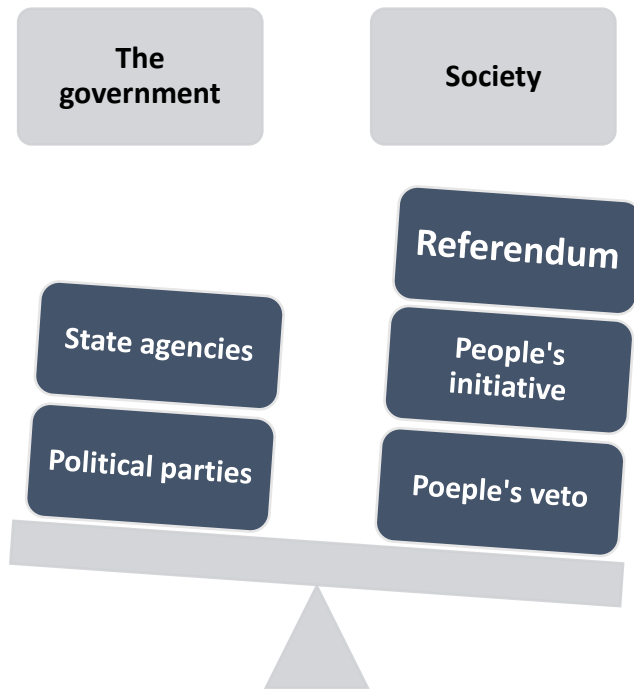 The
government
Society
Referendum
State agencies
People's
initiative
Political parties
Poeple's veto